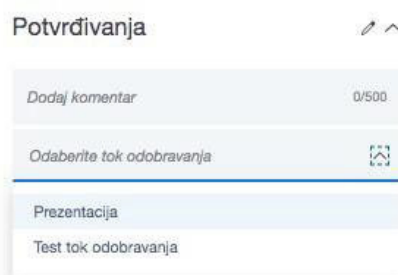 Potvrđivanja
Dodaj komentar 0/500
Odaberite tok odobravanja
Prezentacija
Test tok odobravanja